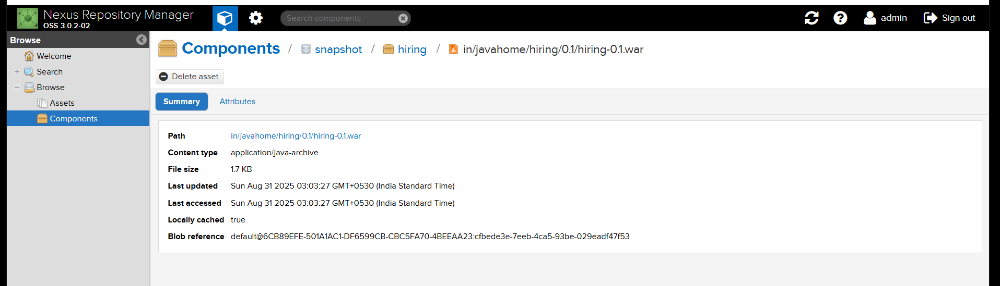 Nexus Repository Manager
OSS 3.0.2-02
Search components
admin
Sign out
Browse
Welcome
Search
Browse
Assets
Components
Components / snapshot / hiring / in/javahome/hiring/0.1/hiring-0.1.war
Delete asset
Summary Attributes
Path in/javahome/hiring/0.1/hiring-0.1.war
Content type application/java-archive
File size 1.7 KB
Last updated Sun Aug 31 2025 03:03:27 GMT+0530 (India Standard Time)
Last accessed Sun Aug 31 2025 03:03:27 GMT+0530 (India Standard Time)
Locally cached true
Blob reference default@6CB89EFE-501A1AC1-DF6599CB-CBC5FA70-4BEEAA23:cfbede3e-7eeb-4ca5-93be-029eadf47f53